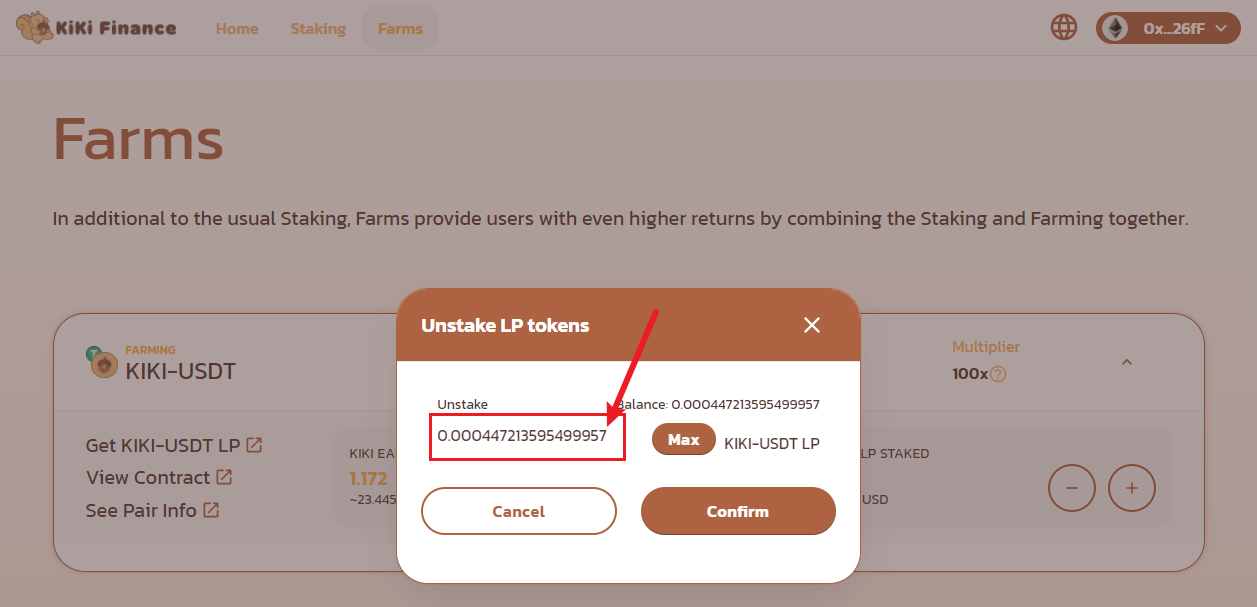 KiKi Finance Home Staking Farms 0x...26fF
Farms
In additional to the usual Staking, Farms provide users with even higher returns by combining the Staking and Farming together.
Unstake LP tokens
FARMING
KIKI-USDT
Multiplier
100x
Unstake
Balance: 0.000447213595499957
0.000447213595499957
Max
KIKI-USDT LP
Get KIKI-USDT LP
View Contract
See Pair Info
KIKI EA
1.172
~23.445
LP STAKED
USD
Cancel
Confirm